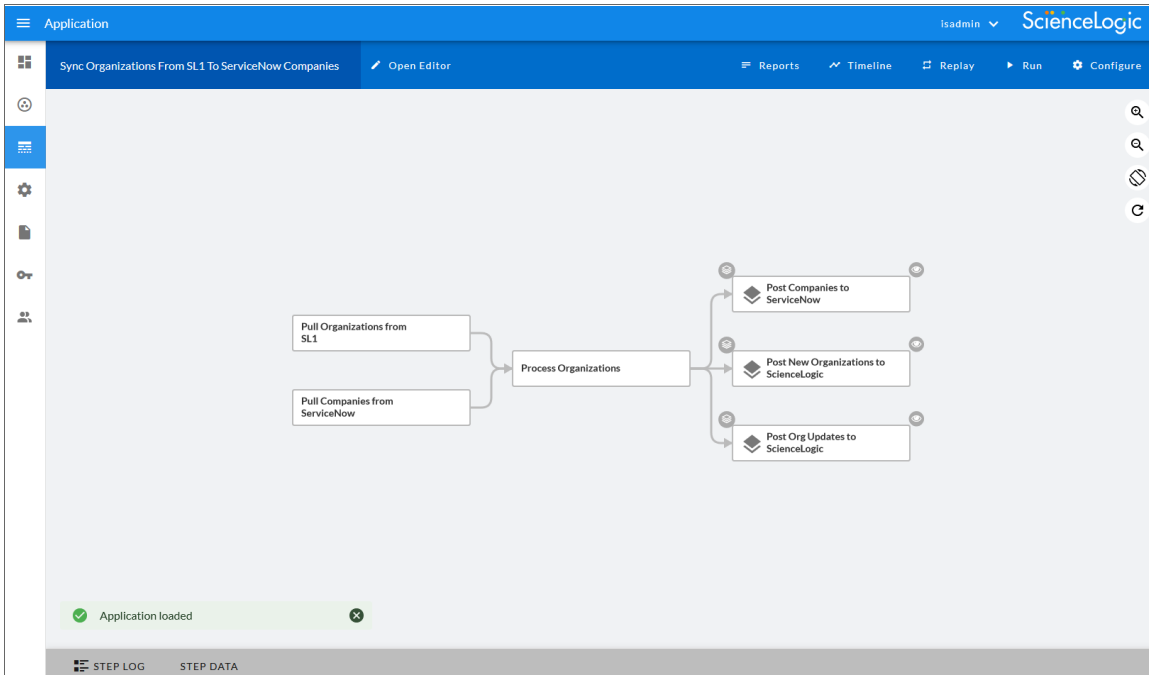 Application
isadmin
ScienceLogic
Sync Organizations From SL1 To ServiceNow Companies
Open Editor
Reports
Timeline
Replay
Run
Configure
Pull Organizations from
SL1
Pull Companies from
ServiceNow
Process Organizations
Post Companies to
ServiceNow
Post New Organizations to
ScienceLogic
Post Org Updates to
ScienceLogic
Application loaded
STEP LOG
STEP DATA